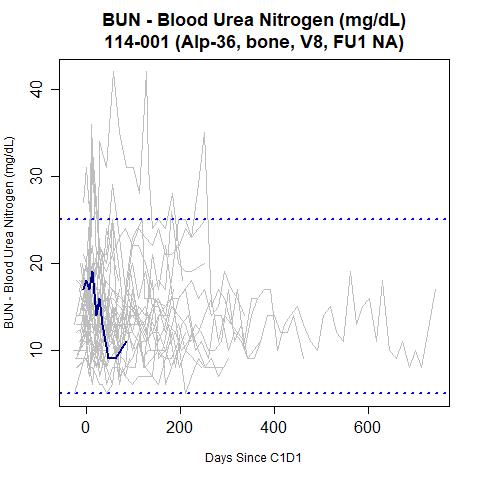 BUN - Blood Urea Nitrogen (mg/dL)
114-001 (Alp-36, bone, V8, FU1 NA)
BUN - Blood Urea Nitrogen (mg/dL)
40
30
20
10
0
200
400
600
Days Since C1D1